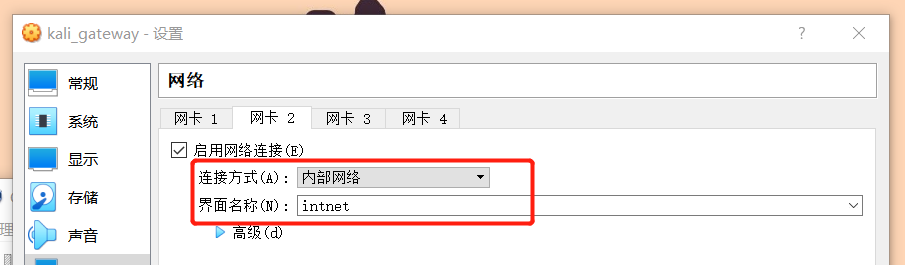 kali_gateway - 设置
常规
系统
显示
存储
声音
网络
网卡 1 网卡 2 网卡 3 网卡 4
启用网络连接(E)
连接方式(A): 内部网络
界面名称(N): intnet
高级(d)
理